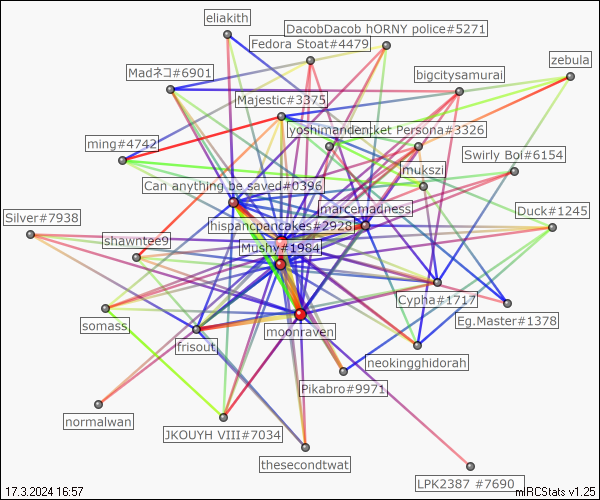 eliakith
DacobDacob hORNY police#5271
Fedora Stoat#4479
zebula
Madネコ#6901
bigcitysamurai
Majestic#3375
yoshimander
Persona#3326
ming#4742
Swirly Boi#6154
mukszi
Can anything be saved#0396
marcemadness
Silver#7938
Duck#1245
hispancpancakes#2928
shawntee9
Mushy#1984
Cypha#1717
Eg.Master#1378
somass
moonraven
frisout
neokingghidorah
Pikabro#9971
normalwan
JKOUYH VIII#7034
thesecondtwat
LPK2387 #7690
17.3.2024 16:57
mIRCStats v1.25